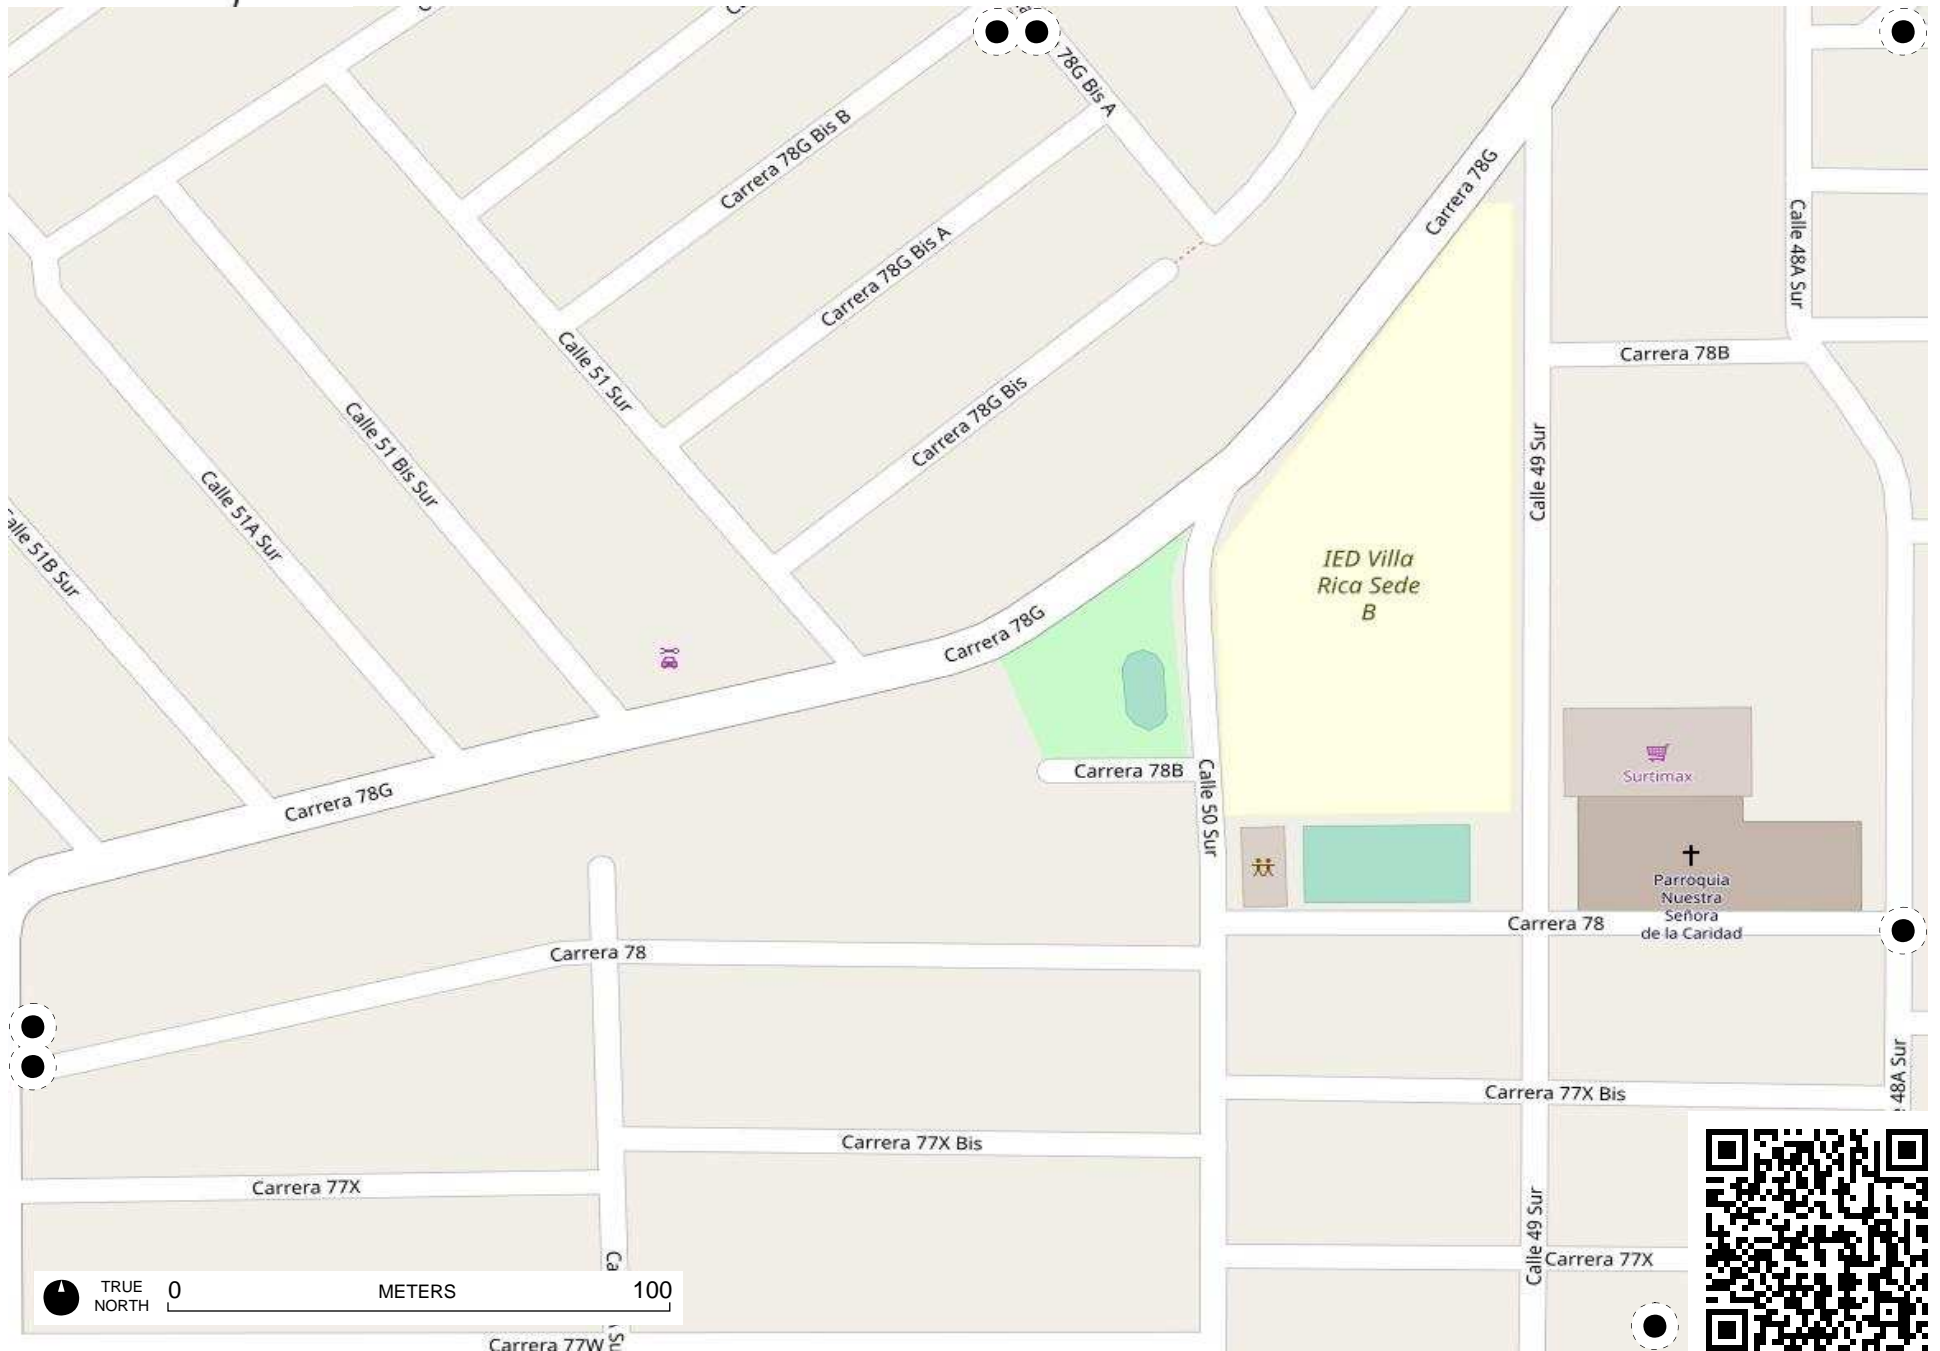 78G Bis A
Carrera 78G Bis B
Carrera 78G
Carrera 78G Bis A
Calle 48A Sur
Carrera 78B
Calle 51 Sur
Carrera 78G Bis
Calle 51 Bis Sur
Calle 49 Sur
Calle 51A Sur
alle 51B Sur
IED Villa
Rica Sede
B
Carrera 78G
Carrera 78B
Surtimax
Carrera 78G
Calle 50 Sur
Parroquia
Nuestra
Señora
de la Caridad
Carrera 78
Carrera 78
48A Sur
Carrera 77X Bis
Carrera 77X Bis
Carrera 77X
Calle 49 Sur
Carrera 77X
Ca
TRUE
NORTH
0 METERS 100
Carrera 77W